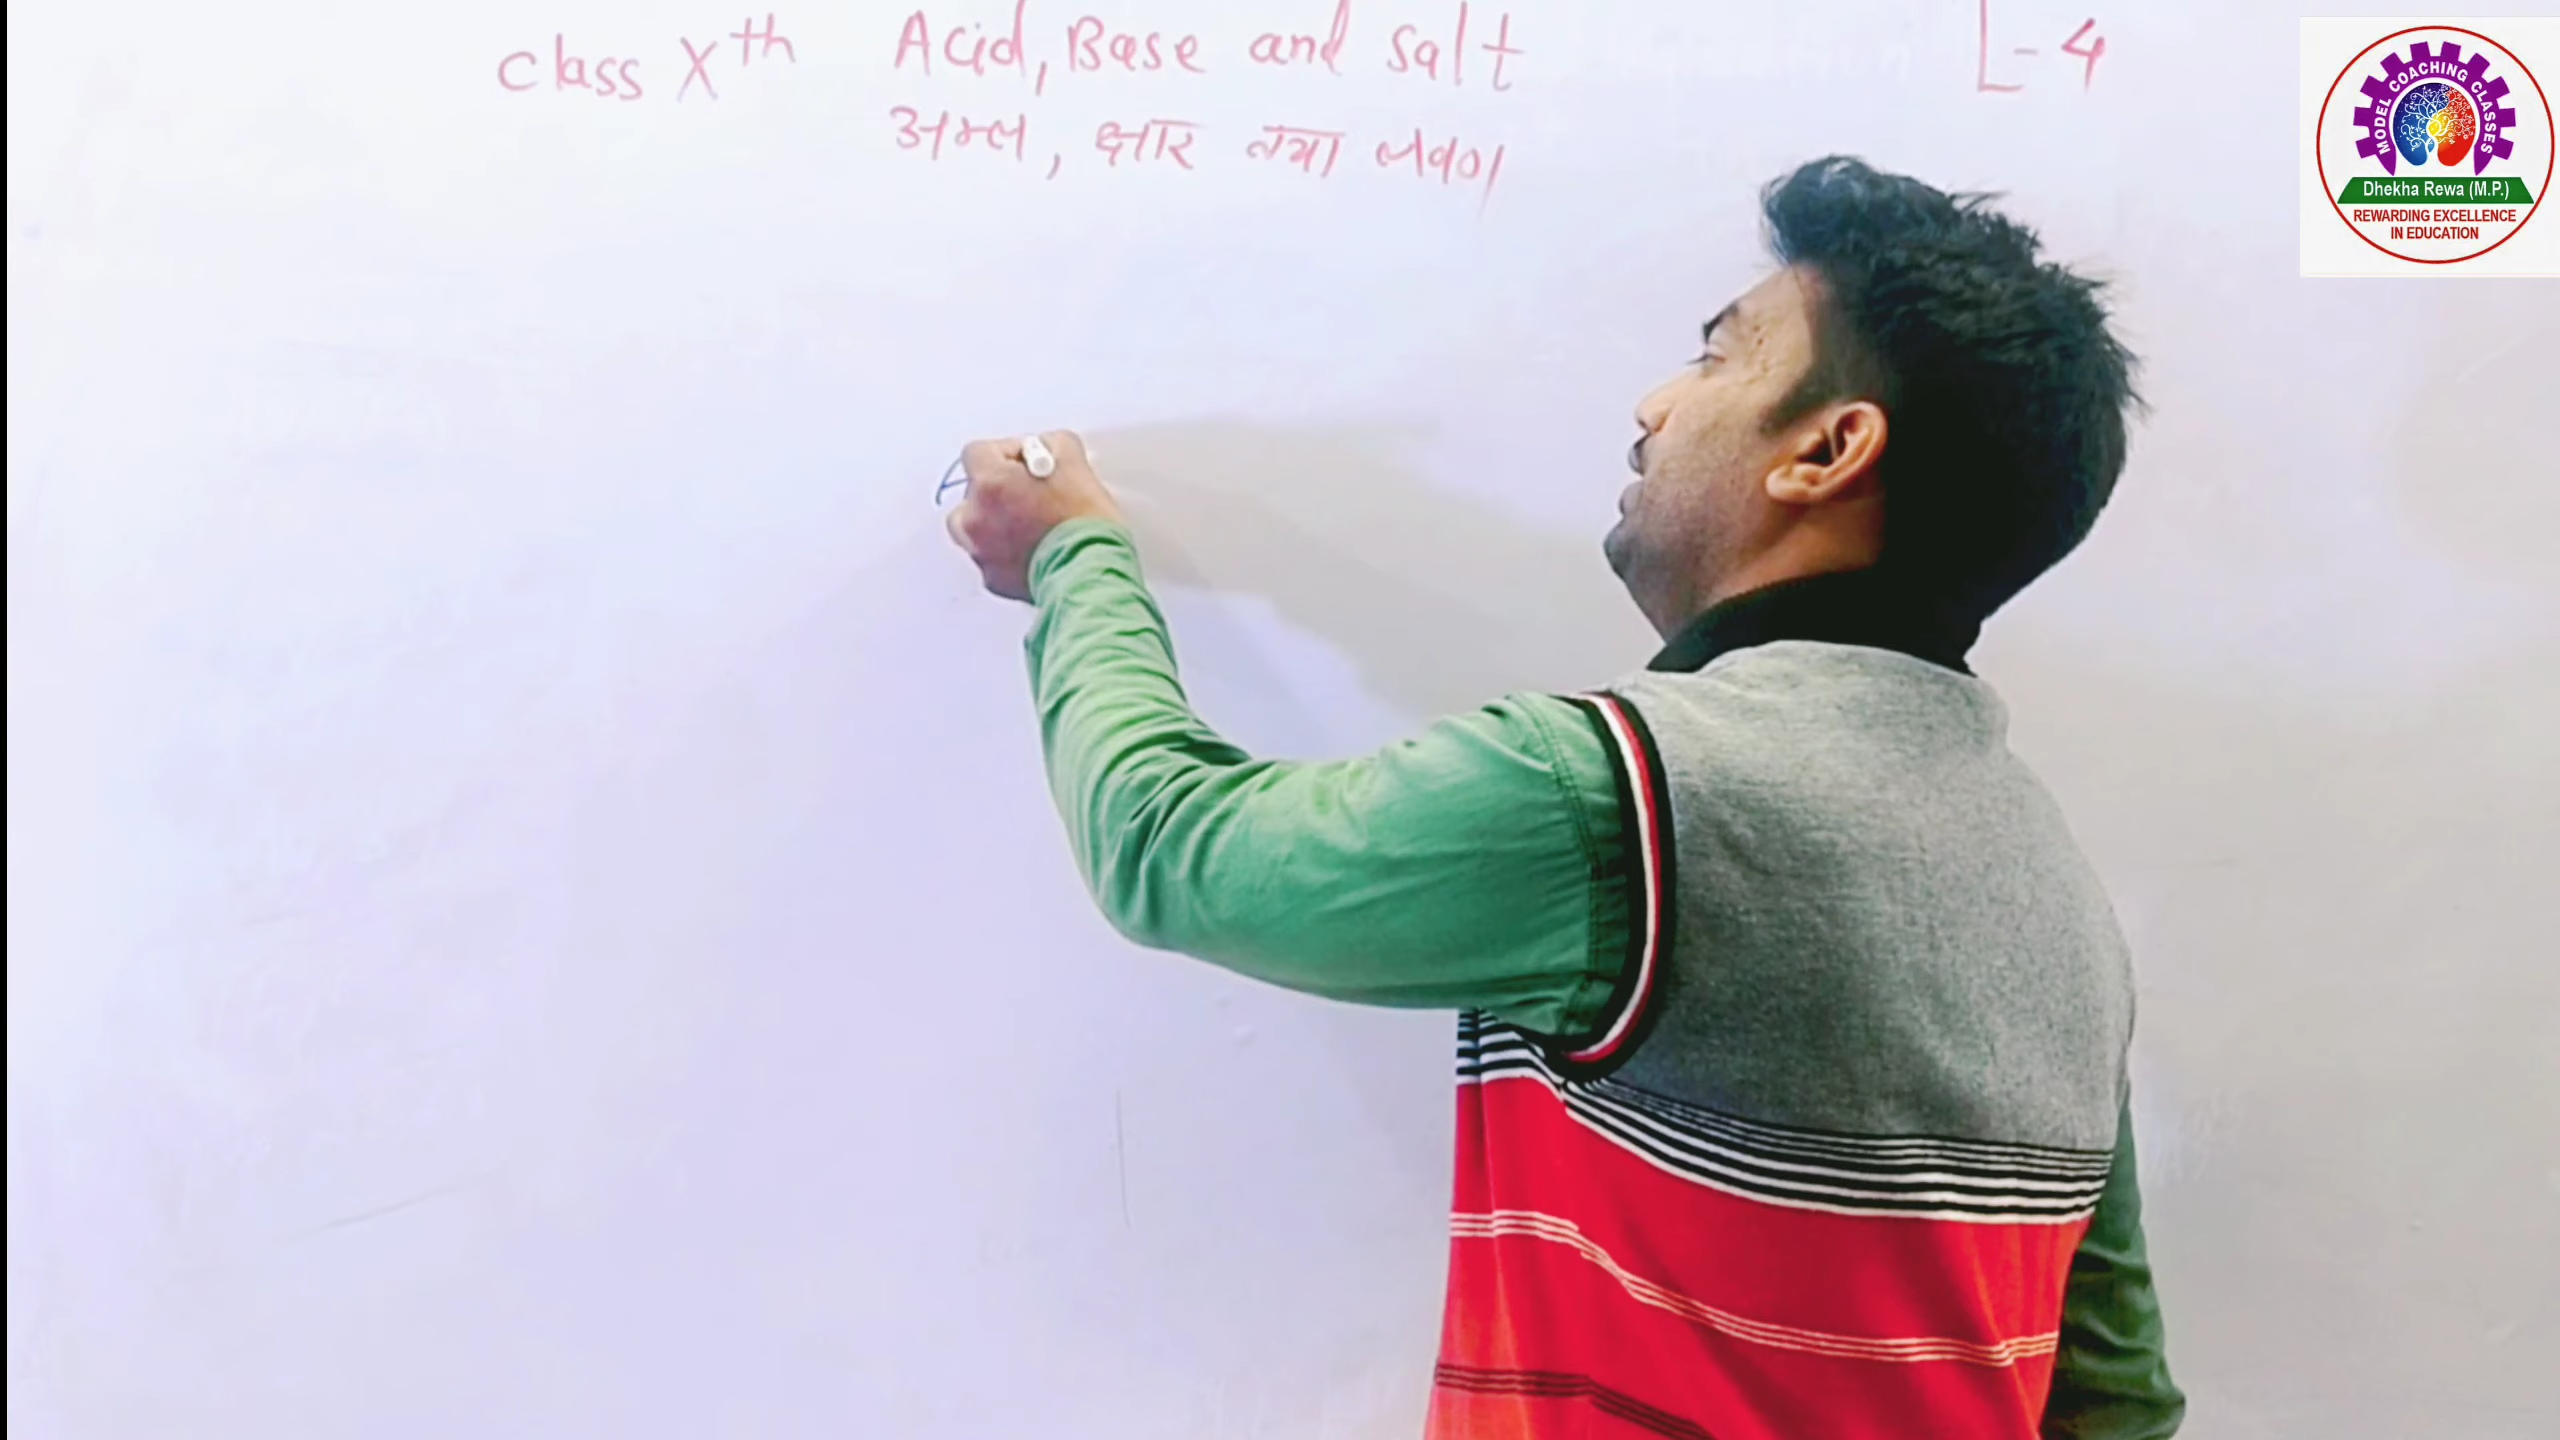 class Xth Acid, Base and Salt L-4
अम्ल, क्षार तथा लवण
MODEL COACHING CLASSES
Dhekha Rewa (M.P.)
REWARDING EXCELLENCE
IN EDUCATION